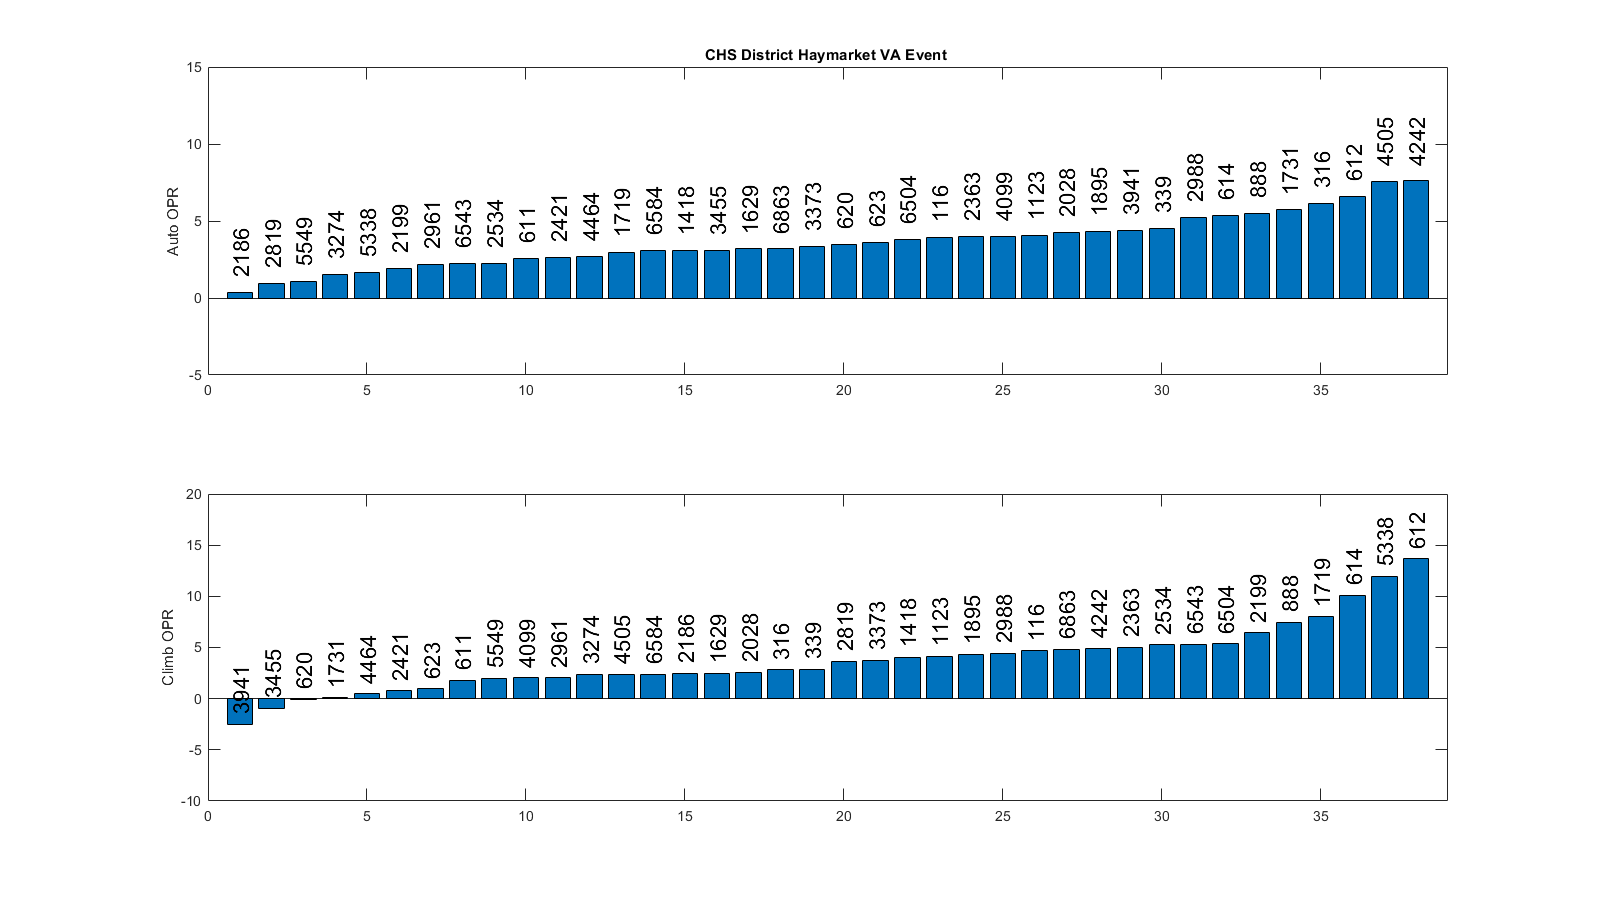 CHS District Haymarket VA Event
Auto OPR
15
10
5
0
-5
2186 2819 5549 3274 5338 2199 2961 6543 2534 611 2421 4464 1719 6584 1418 3455 1629 6863 3373 620 623 6504 116 2363 4099 1123 2028 1895 3941 339 2988 614 888 1731 316 612 4505 4242
0 5 10 15 20 25 30 35
Climb OPR
20
15
10
5
0
-5
-10
3941 3455 620 1731 4464 2421 623 611 5549 4099 2961 3274 4505 6584 2186 1629 2028 316 339 2819 3373 1418 1123 1895 2988 116 6863 4242 2363 2534 6543 6504 2199 888 1719 614 5338 612
0 5 10 15 20 25 30 35